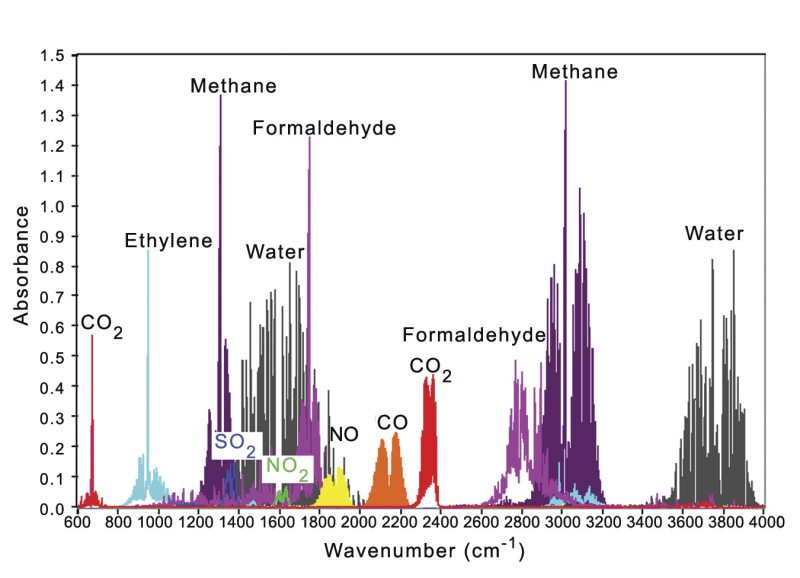 1.5
1.4
1.3
1.2
1.1
1.0
0.9
0.8
0.7
0.6
0.5
0.4
0.3
0.2
0.1
0.0
Absorbance
Methane
Methane
Formaldehyde
Ethylene
Water
Water
CO2
Formaldehyde
CO2
SO2
NO2
NO
CO
600 800 1000 1200 1400 1600 1800 2000 2200 2400 2600 2800 3000 3200 3400 3600 3800 4000
Wavenumber (cm-1)